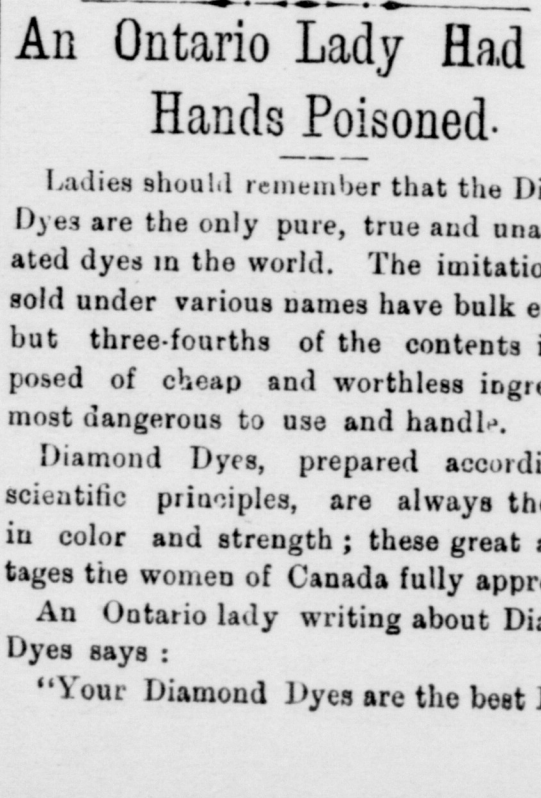 An Ontario Lady Had
Hands Poisoned.
Ladies should remember that the Di
Dyes are the only pure, true and una
ated dyes in the world. The imitatio
sold under various names have bulk e
but three-fourths of the contents i
posed of cheap and worthless ingre
most dangerous to use and handle.
Diamond Dyes, prepared accordi
scientific principles, are always th
in color and strength ; these great a
tages the women of Canada fully appr
An Ontario lady writing about Dia
Dyes says :
"Your Diamond Dyes are the best I